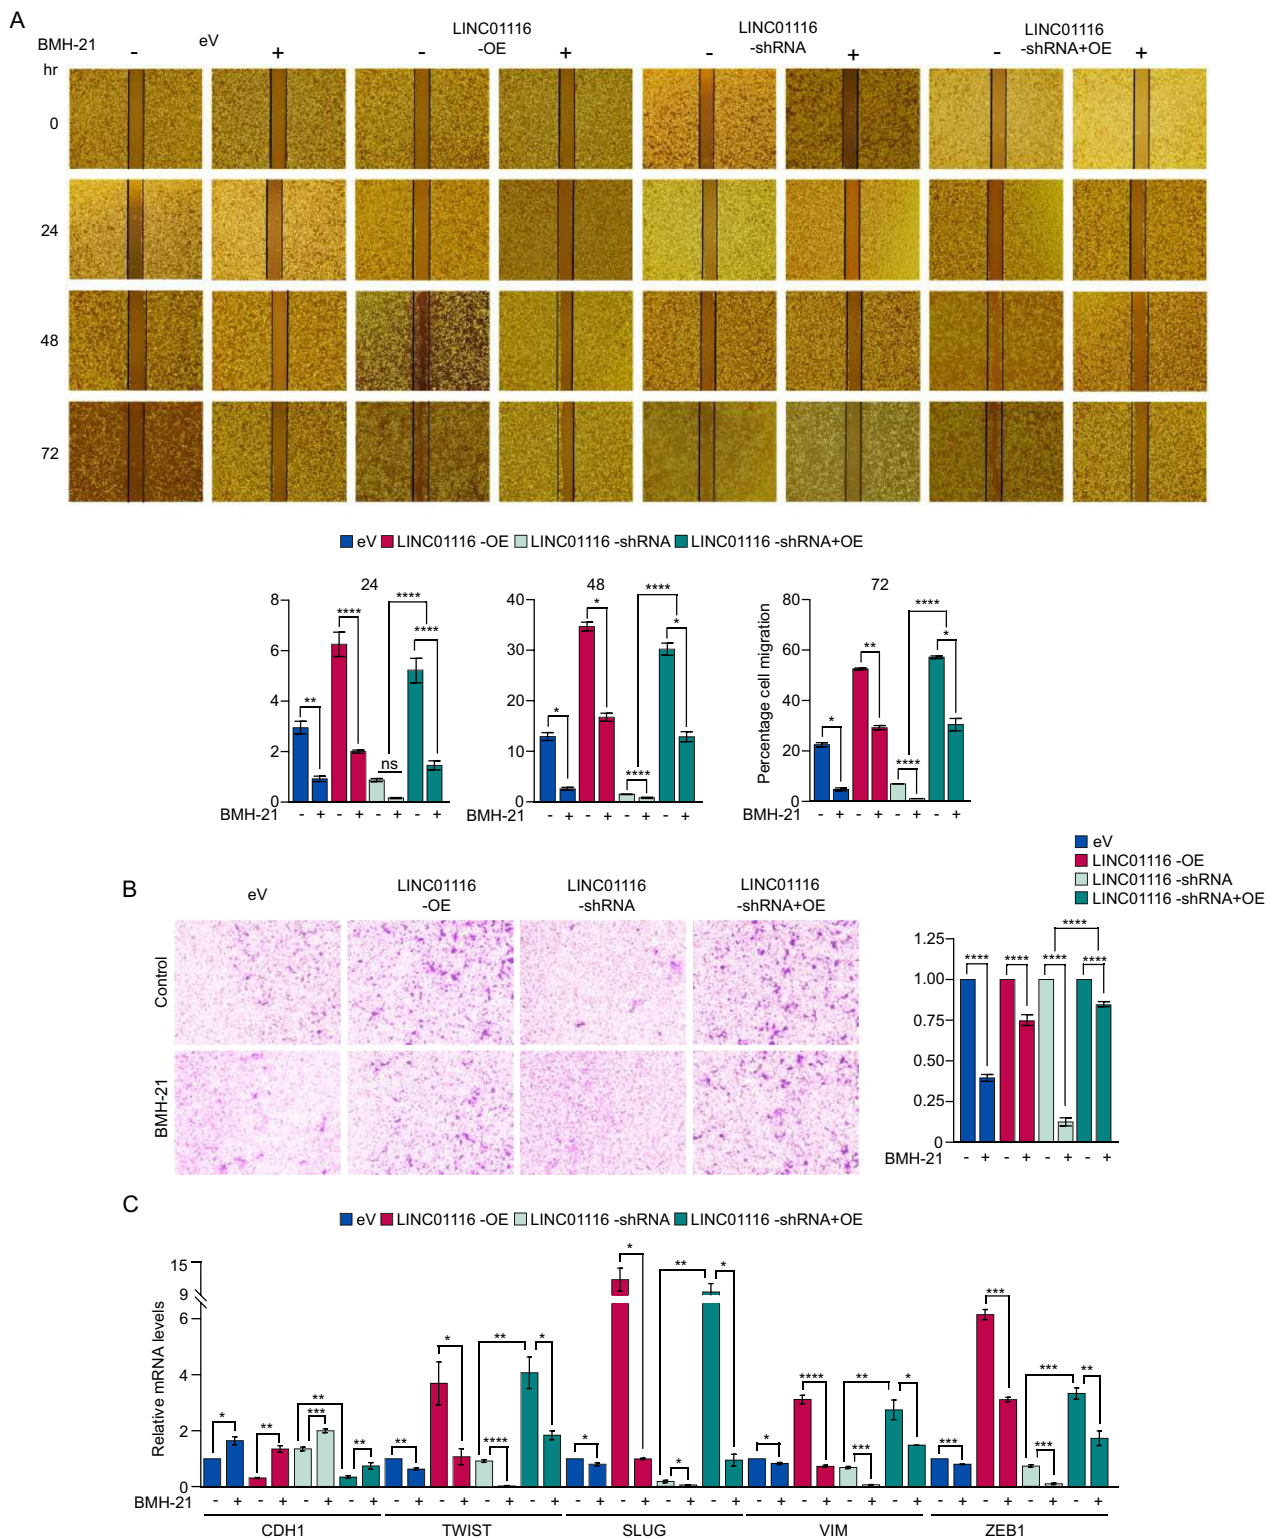 A
BMH-21 - eV + - LINC01116 -OE + - LINC01116 -shRNA + - LINC01116 -shRNA+OE +
hr
0
24
48
72
eV LINC01116 -OE LINC01116 -shRNA LINC01116 -shRNA+OE
24
8
6
4
2
0
** **** ns **** ****
BMH-21 - + - + - + - +
48
40
30
20
10
0
* * **** **** *
BMH-21 - + - + - + - +
72
Percentage cell migration
80
60
40
20
0
* ** **** **** *
BMH-21 - + - + - + - +
B
eV
LINC01116
-OE
LINC01116
-shRNA
LINC01116
-shRNA+OE
Control
BMH-21
eV
LINC01116 -OE
LINC01116 -shRNA
LINC01116 -shRNA+OE
1.25
1.00
0.75
0.50
0.25
0
**** **** **** **** ****
BMH-21 - + - + - + - +
C
eV LINC01116 -OE LINC01116 -shRNA LINC01116 -shRNA+OE
Relative mRNA levels
15
9
6
4
2
0
* ** *** ** **
** * **** ** *
* * * ** *
* **** *** ** *
*** *** *** *** **
BMH-21 - + - + - + - + - + - + - + - + - + - + - + - + - + - + - + - + - + - + - + - +
CDH1 TWIST SLUG VIM ZEB1